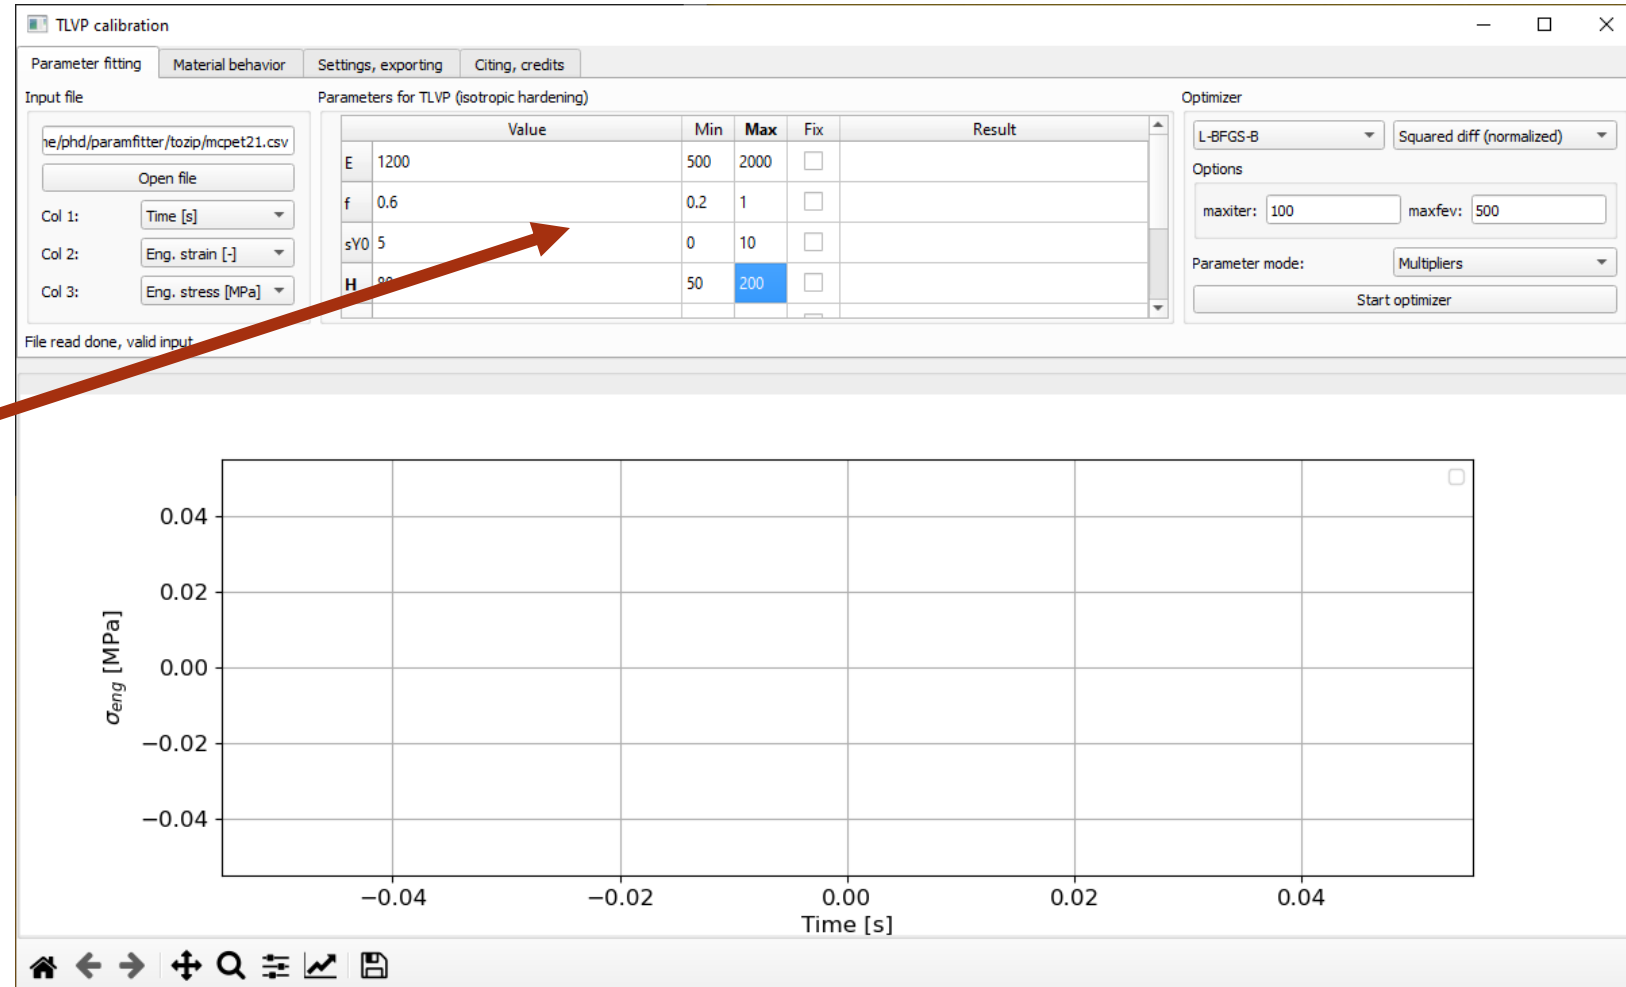 TLVP calibration
Parameter fitting Material behavior Settings, exporting Citing, credits
Input file Parameters for TLVP (isotropic hardening) Optimizer
ne/phd/paramfitter/tozip/mcpet21.csv
Open file
Col 1: Time [s]
Col 2: Eng. strain [-]
Col 3: Eng. stress [MPa]
File read done, valid input
Value Min Max Fix Result
E 1200 500 2000
f 0.6 0.2 1
sY0 5 0 10
H 50 200
L-BFGS-B Squared diff (normalized)
Options
maxiter: 100 maxfev: 500
Parameter mode: Multipliers
Start optimizer
0.04
0.02
0.00
−0.02
−0.04
σeng [MPa]
−0.04 −0.02 0.00 0.02 0.04
Time [s]